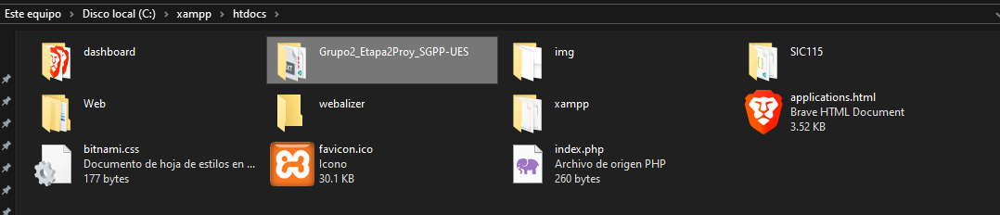 Este equipo > Disco local (C:) > xampp > htdocs >
dashboard
Grupo2_Etapa2Proy_SGPP-UES
img
SIC115
Web
webalizer
xampp
applications.html
Brave HTML Document
3.52 KB
bitnami.css
Documento de hoja de estilos en ...
177 bytes
favicon.ico
Icono
30.1 KB
index.php
Archivo de origen PHP
260 bytes